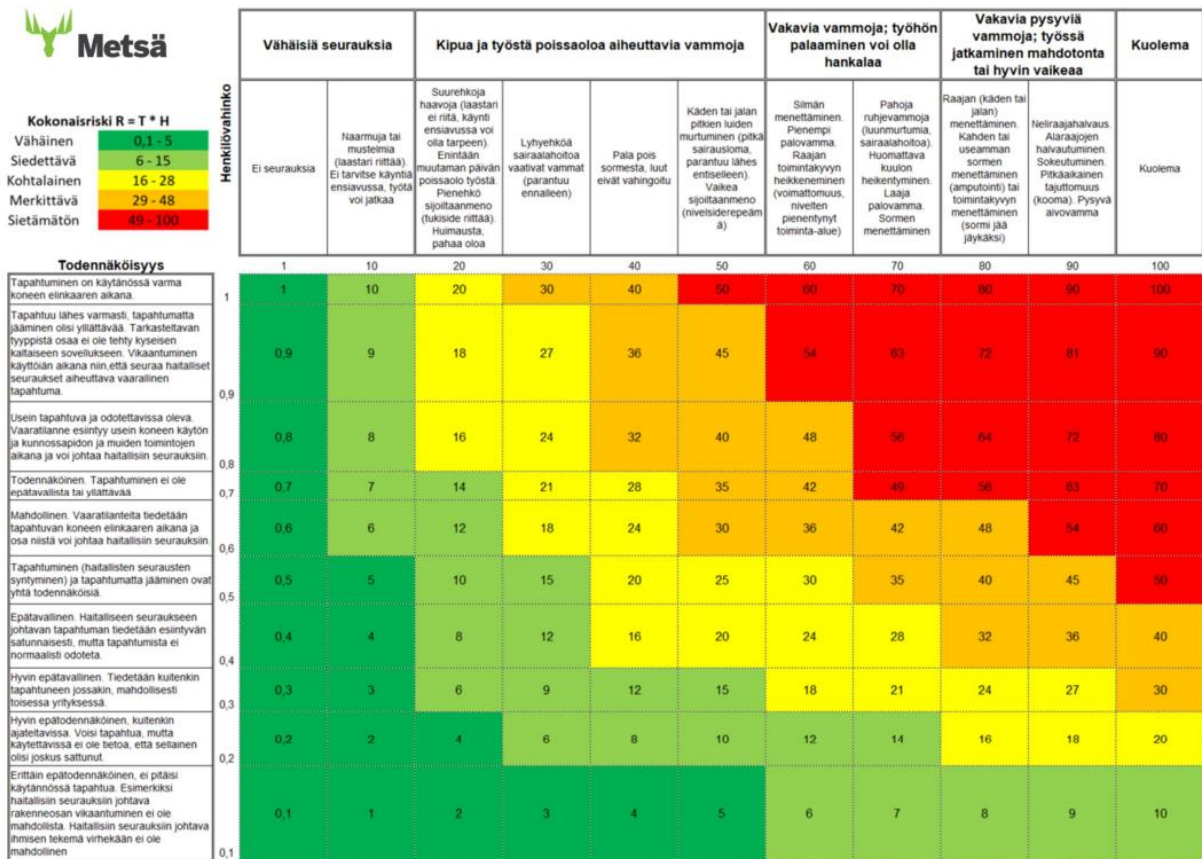 Metsä
Kokonaisriski R = T * H
Vähäinen 0,1 - 5
Siedettävä 6 - 15
Kohtalainen 16 - 28
Merkittävä 29 - 48
Sietämätön 49 - 100
Henkilövahinko
Vähäisiä seurauksia
Kipua ja työstä poissaoloa aiheuttavia vammoja
Vakavia vammoja; työhön
palaaminen voi olla
hankalaa
Vakavia pysyviä
vammoja; työssä
jatkaminen mahdotonta
tai hyvin vaikeaa
Kuolema
Ei seurauksia
Naarmuja tai
mustelmia
(laastari riittää).
Ei tarvitse käyntiä
ensiavussa, työtä
voi jatkaa
Suurehkoja
haavoja (laastari
ei riitä, käynti
ensiavussa voi
olla tarpeen).
Enintään
muutaman päivän
poissaolo työstä.
Pienehkö
sijoiltaanmeno
(tukiside riittää).
Huimausta,
pahaa oloa
Lyhyehköä
sairaalahoitoa
vaativat vammat
(parantuu
ennalleen)
Pala pois
sormesta, luut
eivät vahingoitu
Käden tai jalan
pitkien luiden
murtuminen (pitkä
sairausloma,
parantuu lähes
entiselleen).
Vaikea
sijoiltaanmeno
(nivelsiderepeäm
ä)
Silmän
menettäminen.
Pienempi
palovamma.
Raajan
toimintakyvyn
heikkeneminen
(voimattomuus,
nivelten
pienentynyt
toiminta-alue)
Pahoja
ruhjevammoja
(luunmurtumia,
sairaalahoitoa).
Huomattava
kuulon
heikentyminen.
Laaja
palovamma.
Sormen
menettäminen
Raajan (käden tai
jalan)
menettäminen.
Kahden tai
useamman
sormen
menettäminen
(amputointi) tai
toimintakyvyn
menettäminen
(sormi jää
jäykäksi)
Neliraajahalvaus.
Alaraajojen
halvautuminen.
Sokeutuminen.
Pitkäaikainen
tajuttomuus
(kooma). Pysyvä
aivovamma
Kuolema
Todennäköisyys
1 10 20 30 40 50 60 70 80 90 100
Tapahtuminen on käytänössä varma
koneen elinkaaren aikana.
1
1 10 20 30 40 50 60 70 80 90 100
Tapahtuu lähes varmasti, tapahtumatta
jääminen olisi yllättävää. Tarkasteltavan
tyyppistä osaa ei ole tehty kyseisen
kaltaiseen sovellukseen. Vikaantuminen
käyttöiän aikana niin,että seuraa haitalliset
seuraukset aiheuttava vaarallinen
tapahtuma.
0,9
0,9 9 18 27 36 45 54 63 72 81 90
Usein tapahtuva ja odotettavissa oleva.
Vaaratilanne esiintyy usein koneen käytön
ja kunnossapidon ja muiden toimintojen
aikana ja voi johtaa haitallisiin seurauksiin.
0,8
0,8 8 16 24 32 40 48 56 64 72 80
Todennäköinen. Tapahtuminen ei ole
epätavallista tai yllättävää
0,7
0,7 7 14 21 28 35 42 49 56 63 70
Mahdollinen. Vaaratilanteita tiedetään
tapahtuvan koneen elinkaaren aikana ja
osa niistä voi johtaa haitallisiin seurauksiin.
0,6
0,6 6 12 18 24 30 36 42 48 54 60
Tapahtuminen (haitallisten seurausten
syntyminen) ja tapahtumatta jääminen ovat
yhtä todennäköisiä.
0,5
0,5 5 10 15 20 25 30 35 40 45 50
Epätavallinen. Haitalliseen seuraukseen
johtavan tapahtuman tiedetään esiintyvän
satunnaisesti, mutta tapahtumista ei
normaalisti odoteta.
0,4
0,4 4 8 12 16 20 24 28 32 36 40
Hyvin epätavallinen. Tiedetään kuitenkin
tapahtuneen jossakin, mahdollisesti
toisessa yrityksessä.
0,3
0,3 3 6 9 12 15 18 21 24 27 30
Hyvin epätodennäköinen, kuitenkin
ajateltavissa. Voisi tapahtua, mutta
käytettävissä ei ole tietoa, että sellainen
olisi joskus sattunut.
0,2
0,2 2 4 6 8 10 12 14 16 18 20
Erittäin epätodennäköinen, ei pitäisi
käytännössä tapahtua. Esimerkiksi
haitallisiin seurauksiin johtava
rakenneosan vikaantuminen ei ole
mahdollista. Haitallisiin seurauksiin johtava
ihmisen tekemä virhekään ei ole
mahdollinen
0,1
0,1 1 2 3 4 5 6 7 8 9 10